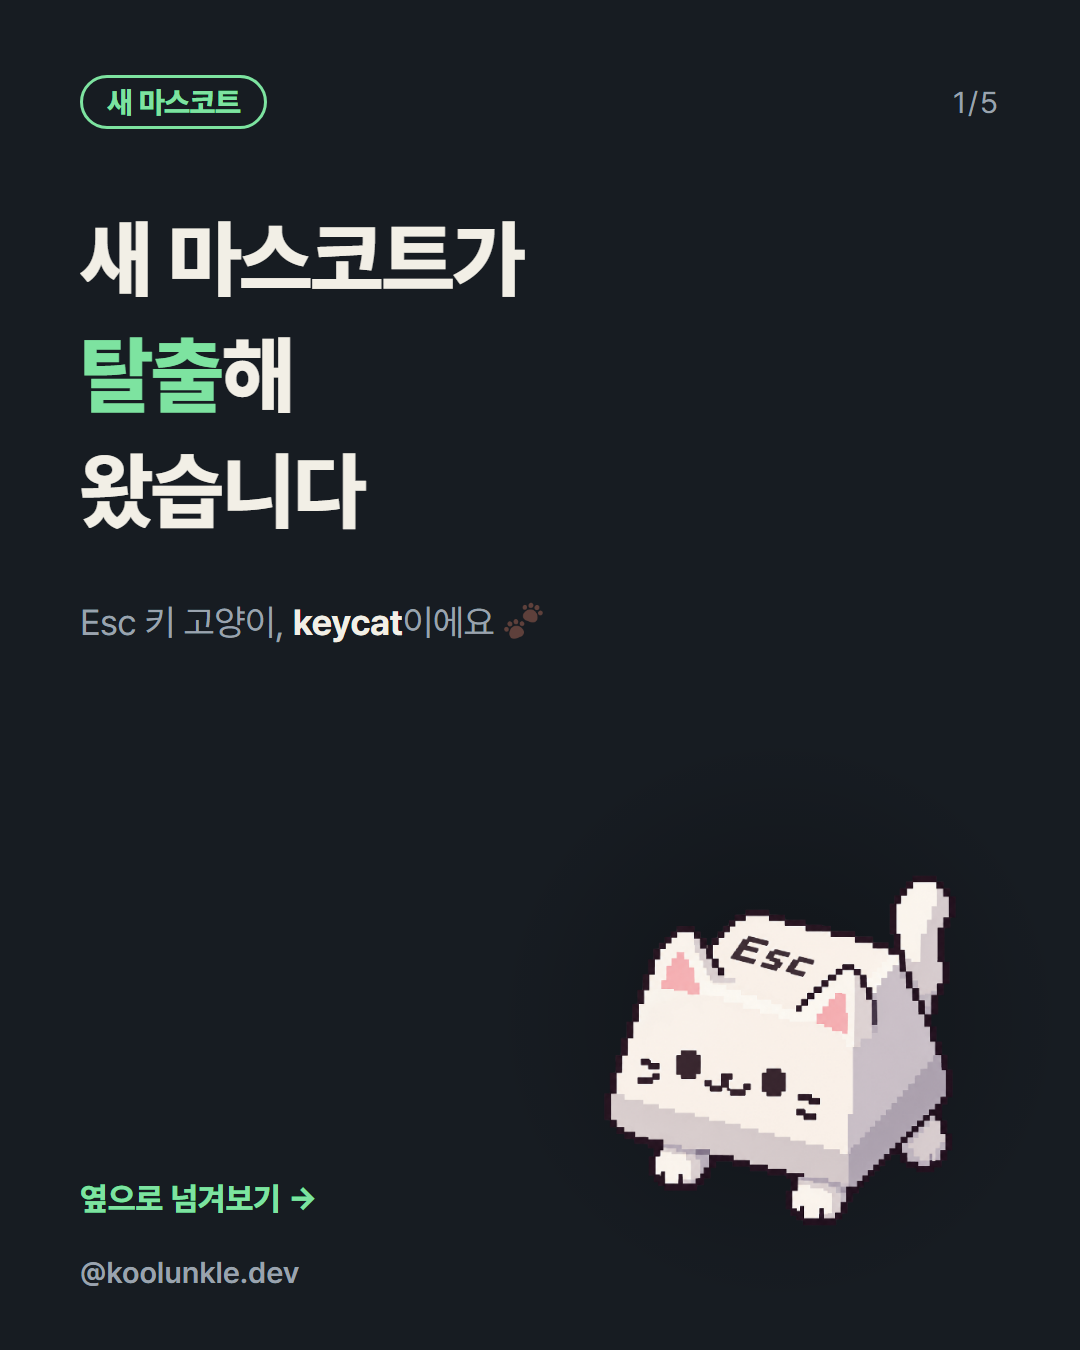 새 마스코트
1/5
새 마스코트가
탈출해
왔습니다
Esc 키 고양이, keycat이에요 🐾
Esc
옆으로 넘겨보기 →
@koolunkle.dev